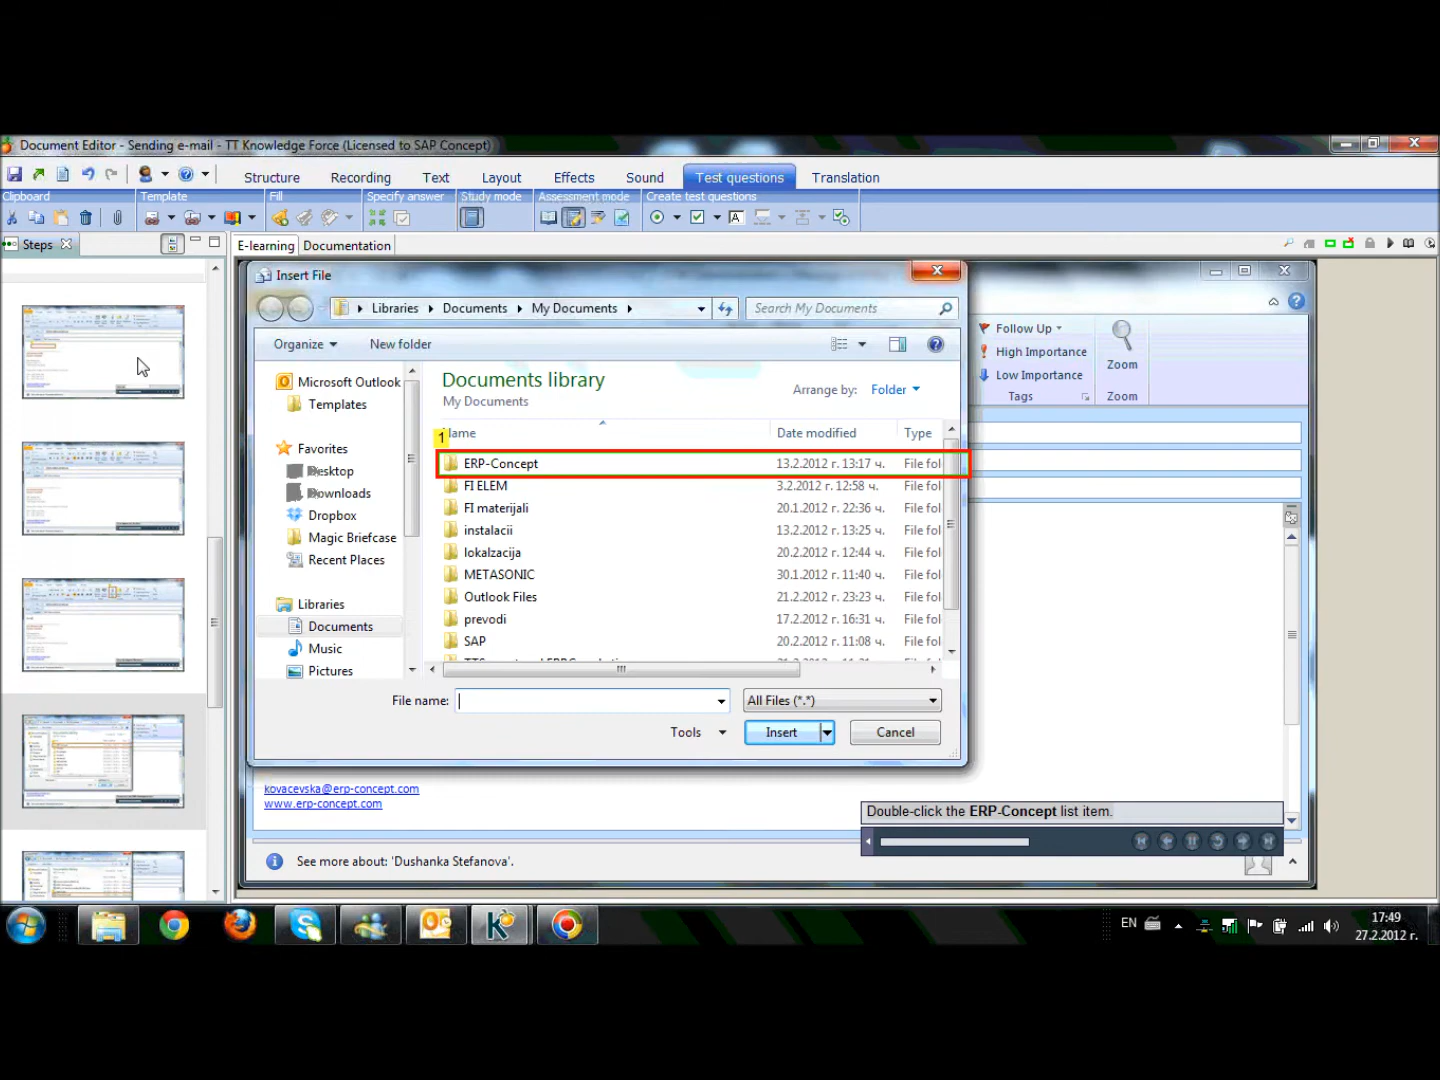 Document Editor - Sending e-mail - TT Knowledge Force (Licensed to SAP Concept)
Structure Recording Text Layout Effects Sound Test questions Translation
Clipboard Template Fill Specify answer Study mode Assessment mode Create test questions
A
Steps
E-learning Documentation
Insert File
Libraries Documents My Documents Search My Documents
Organize New folder
Microsoft Outlook
Templates
Favorites
Desktop
Downloads
Dropbox
Magic Briefcase
Recent Places
Libraries
Documents
Music
Pictures
Documents library
My Documents
Arrange by: Folder
1
Name Date modified Type
ERP-Concept 13.2.2012 г. 13:17 ч. File fol
FI ELEM 3.2.2012 г. 12:58 ч. File fol
FI materijali 20.1.2012 г. 22:36 ч. File fol
instalacii 13.2.2012 г. 13:25 ч. File fol
lokalzacija 20.2.2012 г. 12:44 ч. File fol
METASONIC 30.1.2012 г. 11:40 ч. File fol
Outlook Files 21.2.2012 г. 23:23 ч. File fol
prevodi 17.2.2012 г. 16:31 ч. File fol
SAP 20.2.2012 г. 11:08 ч. File fol
File name: All Files (*.*)
Tools Insert Cancel
Follow Up
High Importance
Low Importance
Tags
Zoom
Zoom
kovacevska@erp-concept.com
www.erp-concept.com
Double-click the ERP-Concept list item.
See more about: 'Dushanka Stefanova'.
EN
17:49
27.2.2012 г.